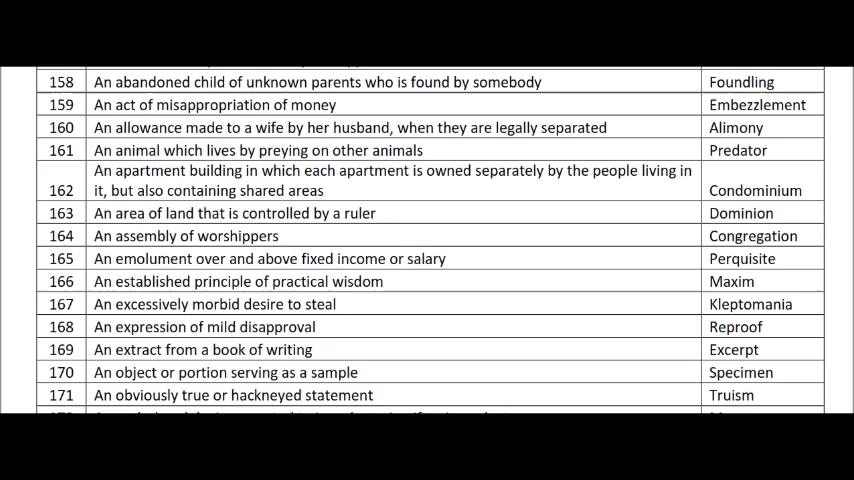 158 An abandoned child of unknown parents who is found by somebody Foundling
159 An act of misappropriation of money Embezzlement
160 An allowance made to a wife by her husband, when they are legally separated Alimony
161 An animal which lives by preying on other animals Predator
An apartment building in which each apartment is owned separately by the people living in
162 it, but also containing shared areas Condominium
163 An area of land that is controlled by a ruler Dominion
164 An assembly of worshippers Congregation
165 An emolument over and above fixed income or salary Perquisite
166 An established principle of practical wisdom Maxim
167 An excessively morbid desire to steal Kleptomania
168 An expression of mild disapproval Reproof
169 An extract from a book of writing Excerpt
170 An object or portion serving as a sample Specimen
171 An obviously true or hackneyed statement Truism